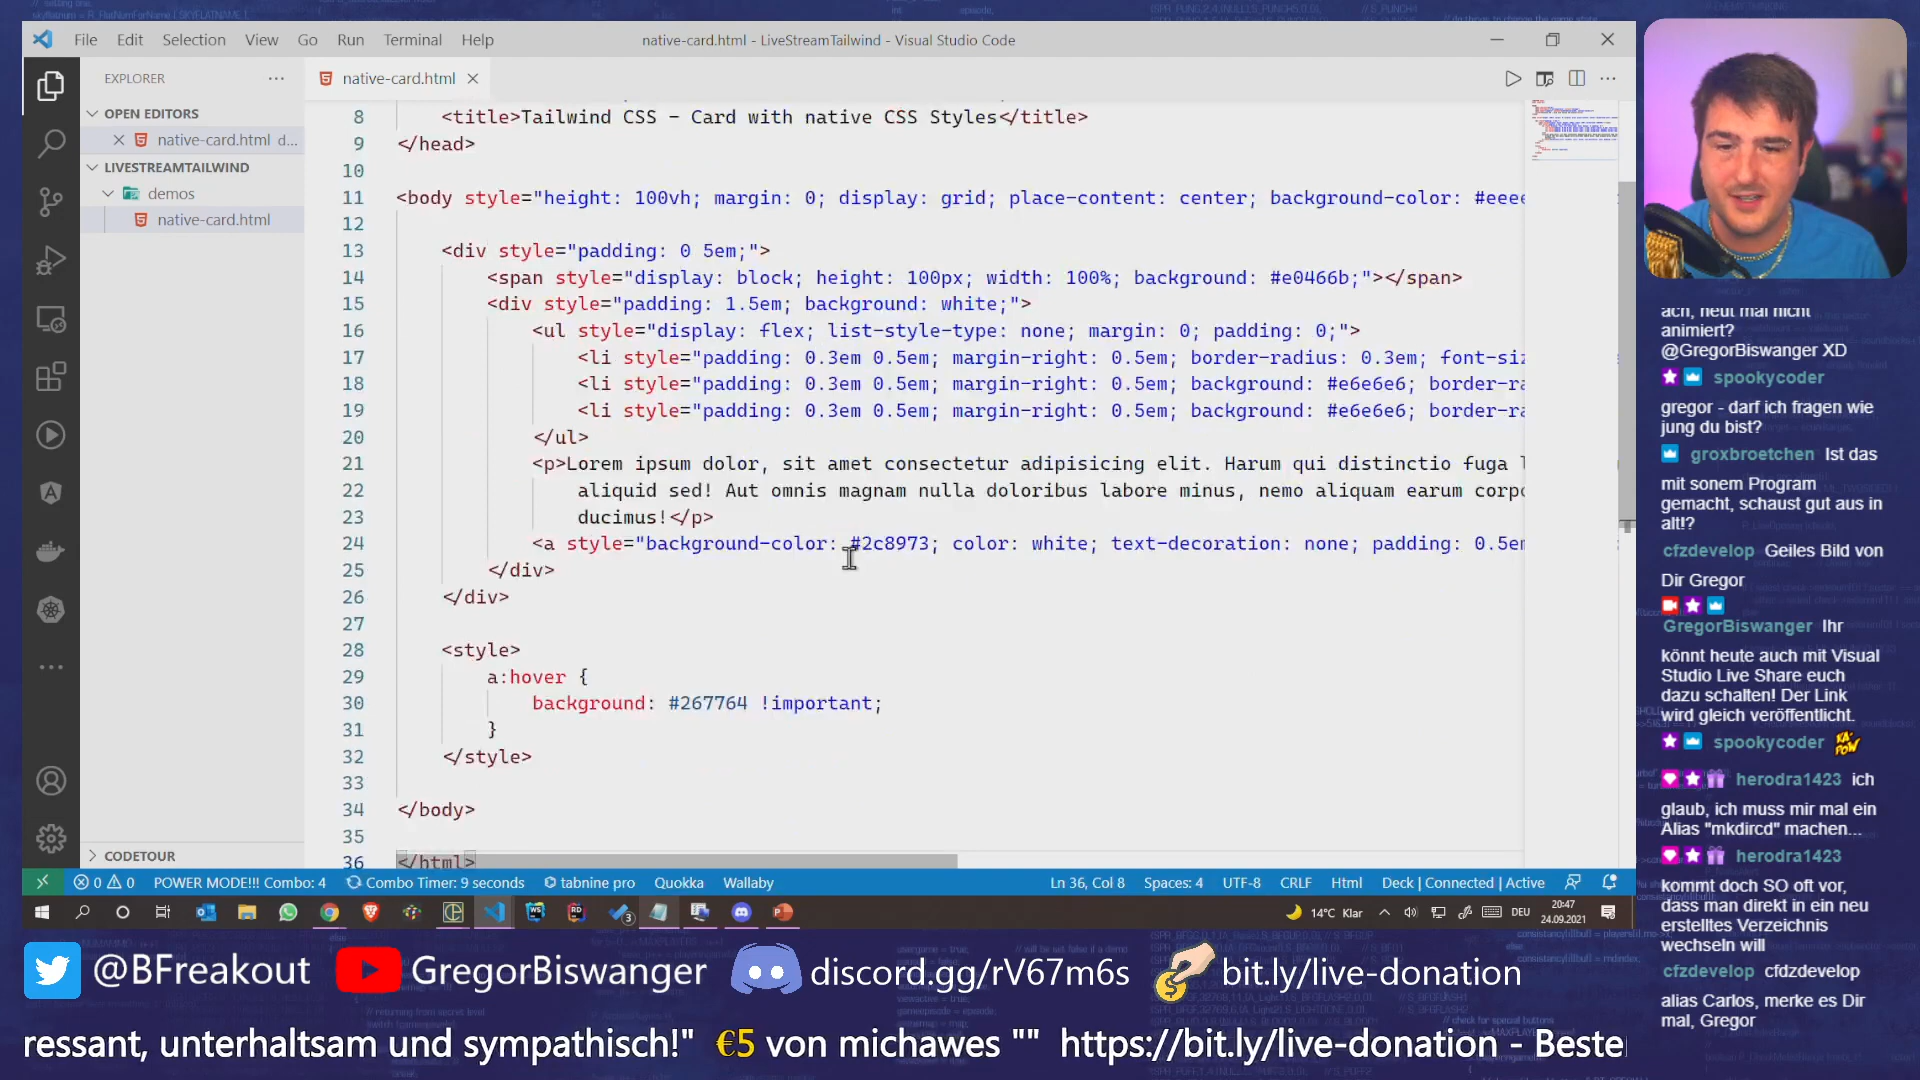 File Edit Selection View Go Run Terminal Help
native-card.html - LiveStreamTailwind - Visual Studio Code
EXPLORER
native-card.html
OPEN EDITORS
native-card.html d...
LIVESTREAMTAILWIND
demos
native-card.html
CODETOUR
8 <title>Tailwind CSS - Card with native CSS Styles</title>
9 </head>
10
11 <body style="height: 100vh; margin: 0; display: grid; place-content: center; background-color: #eeee
12
13 <div style="padding: 0 5em;">
14 <span style="display: block; height: 100px; width: 100%; background: #e0466b;"></span>
15 <div style="padding: 1.5em; background: white;">
16 <ul style="display: flex; list-style-type: none; margin: 0; padding: 0;">
17 <li style="padding: 0.3em 0.5em; margin-right: 0.5em; border-radius: 0.3em; font-siz
18 <li style="padding: 0.3em 0.5em; margin-right: 0.5em; background: #e6e6e6; border-ra
19 <li style="padding: 0.3em 0.5em; margin-right: 0.5em; background: #e6e6e6; border-ra
20 </ul>
21 <p>Lorem ipsum dolor, sit amet consectetur adipisicing elit. Harum qui distinctio fuga l
22 aliquid sed! Aut omnis magnam nulla doloribus labore minus, nemo aliquam earum corpo
23 ducimus!</p>
24 <a style="background-color: #2c8973; color: white; text-decoration: none; padding: 0.5em
25 </div>
26 </div>
27
28 <style>
29 a:hover {
30 background: #267764 !important;
31 }
32 </style>
33
34 </body>
35
36 </html>
0 0 POWER MODE!!! Combo: 4 Combo Timer: 9 seconds tabnine pro Quokka Wallaby Ln 36, Col 8 Spaces: 4 UTF-8 CRLF Html Deck | Connected | Active
3 14°C Klar DEU 20:47
24.09.2021
ach, heut mal nicht
animiert?
@GregorBiswanger XD
spookycoder
gregor - darf ich fragen wie
jung du bist?
groxbroetchen Ist das
mit sonem Program
gemacht, schaust gut aus in
alt!?
cfzdevelop Geiles Bild von
Dir Gregor
GregorBiswanger Ihr
könnt heute auch mit Visual
Studio Live Share euch
dazu schalten! Der Link
wird gleich veröffentlicht.
spookycoder
herodra1423 ich
glaub, ich muss mir mal ein
Alias "mkdircd" machen...
herodra1423
kommt doch SO oft vor,
dass man direkt in ein neu
erstelltes Verzeichnis
wechseln will
cfzdevelop cfdzdevelop
alias Carlos, merke es Dir
mal, Gregor
@BFreakout GregorBiswanger discord.gg/rV67m6s bit.ly/live-donation
ressant, unterhaltsam und sympathisch!" €5 von michawes "" https://bit.ly/live-donation - Beste